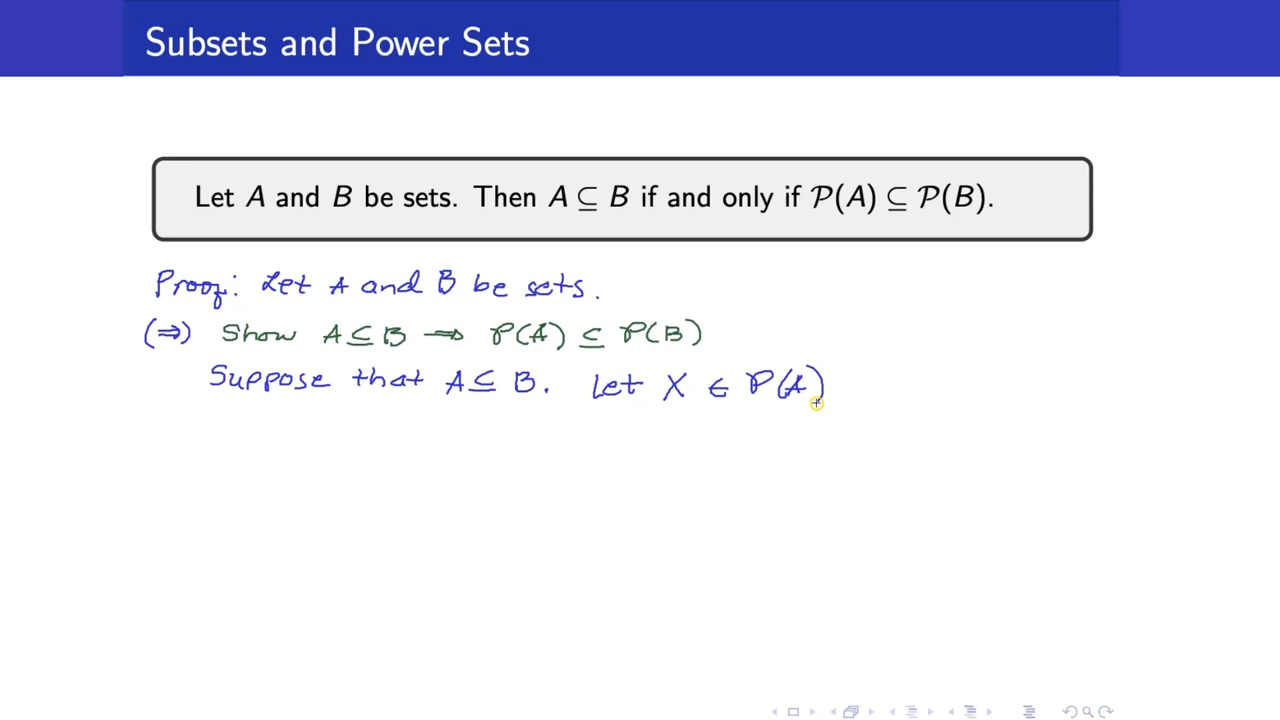 Subsets and Power Sets
Let A and B be sets. Then A ⊆ B if and only if 𝒫(A) ⊆ 𝒫(B).
Proof: Let A and B be sets.
(⇒) Show A ⊆ B ⟹ 𝒫(A) ⊆ 𝒫(B)
Suppose that A ⊆ B. Let X ∈ 𝒫(A)